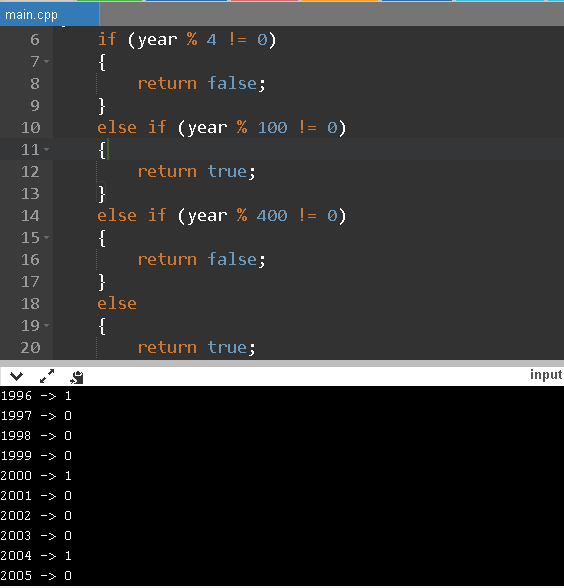 main.cpp
6 if (year % 4 != 0)
7 {
8 return false;
9 }
10 else if (year % 100 != 0)
11 {
12 return true;
13 }
14 else if (year % 400 != 0)
15 {
16 return false;
17 }
18 else
19 {
20 return true;
input
1996 -> 1
1997 -> 0
1998 -> 0
1999 -> 0
2000 -> 1
2001 -> 0
2002 -> 0
2003 -> 0
2004 -> 1
2005 -> 0